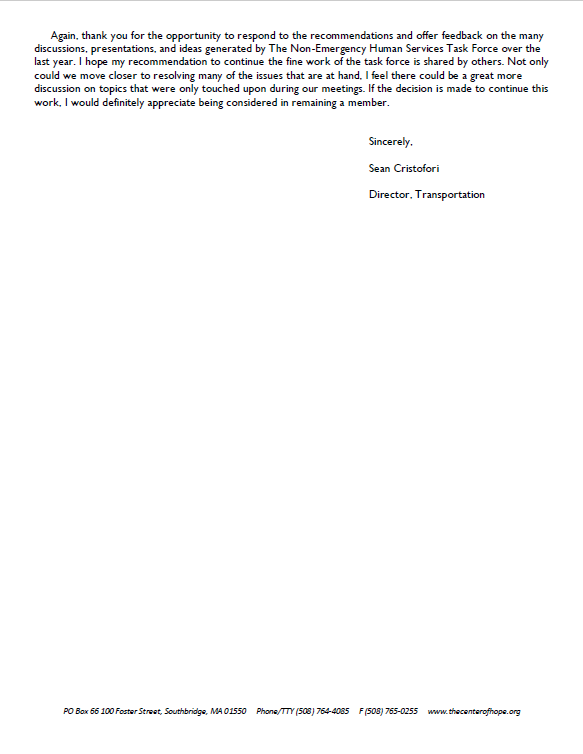 Again, thank you for the opportunity to respond to the recommendations and offer feedback on the many
discussions, presentations, and ideas generated by The Non-Emergency Human Services Task Force over the
last year. I hope my recommendation to continue the fine work of the task force is shared by others. Not only
could we move closer to resolving many of the issues that are at hand, I feel there could be a great more
discussion on topics that were only touched upon during our meetings. If the decision is made to continue this
work, I would definitely appreciate being considered in remaining a member.
Sincerely,
Sean Cristofori
Director, Transportation
PO Box 66 100 Foster Street, Southbridge, MA 01550 Phone/TTY (508) 764-4085 F (508) 765-0255 www.thecenterofhope.org